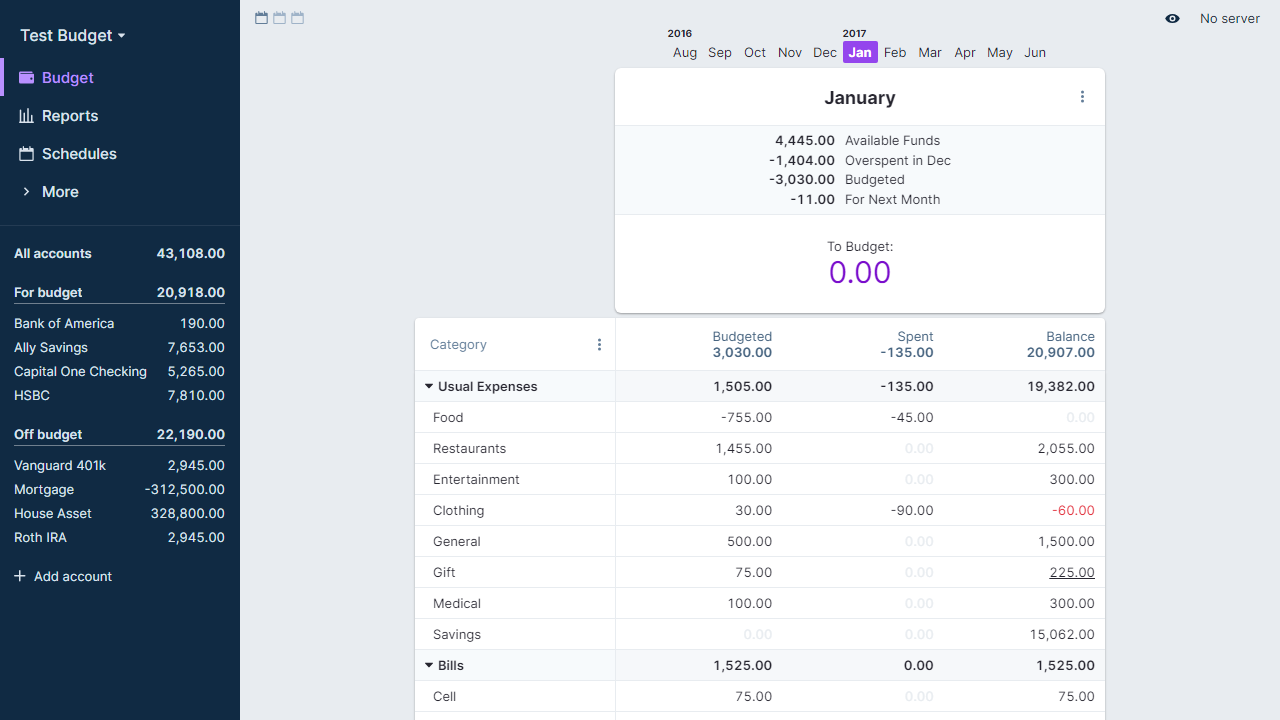 Test Budget
Budget
Reports
Schedules
More
All accounts 43,108.00
For budget 20,918.00
Bank of America 190.00
Ally Savings 7,653.00
Capital One Checking 5,265.00
HSBC 7,810.00
Off budget 22,190.00
Vanguard 401k 2,945.00
Mortgage -312,500.00
House Asset 328,800.00
Roth IRA 2,945.00
Add account
No server
2016 2017
Aug Sep Oct Nov Dec Jan Feb Mar Apr May Jun
January
4,445.00 Available Funds
-1,404.00 Overspent in Dec
-3,030.00 Budgeted
-11.00 For Next Month
To Budget:
0.00
Category Budgeted Spent Balance
3,030.00 -135.00 20,907.00
Usual Expenses 1,505.00 -135.00 19,382.00
Food -755.00 -45.00 0.00
Restaurants 1,455.00 0.00 2,055.00
Entertainment 100.00 0.00 300.00
Clothing 30.00 -90.00 -60.00
General 500.00 0.00 1,500.00
Gift 75.00 0.00 225.00
Medical 100.00 0.00 300.00
Savings 0.00 0.00 15,062.00
Bills 1,525.00 0.00 1,525.00
Cell 75.00 0.00 75.00